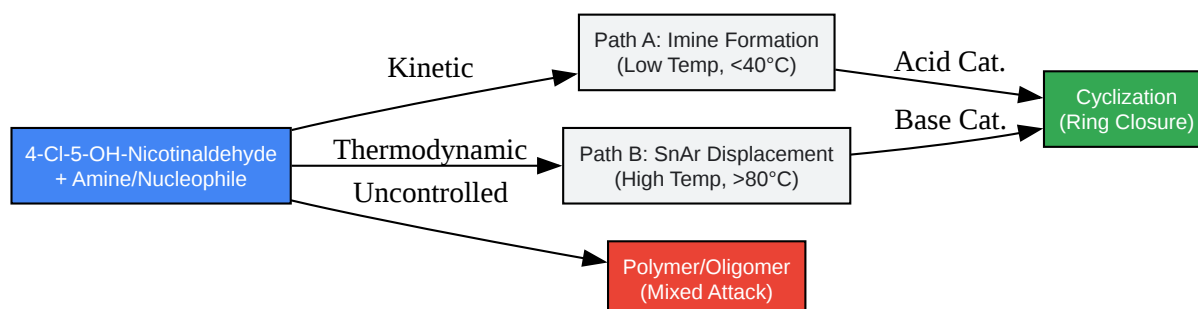 4-Cl-5-OH-Nicotinaldehyde
+ Amine/Nucleophile
Kinetic
Thermodynamic
Uncontrolled
Path A: Imine Formation
(Low Temp, <40°C)
Path B: SnAr Displacement
(High Temp, >80°C)
Polymer/Oligomer
(Mixed Attack)
Acid Cat.
Base Cat.
Cyclization
(Ring Closure)